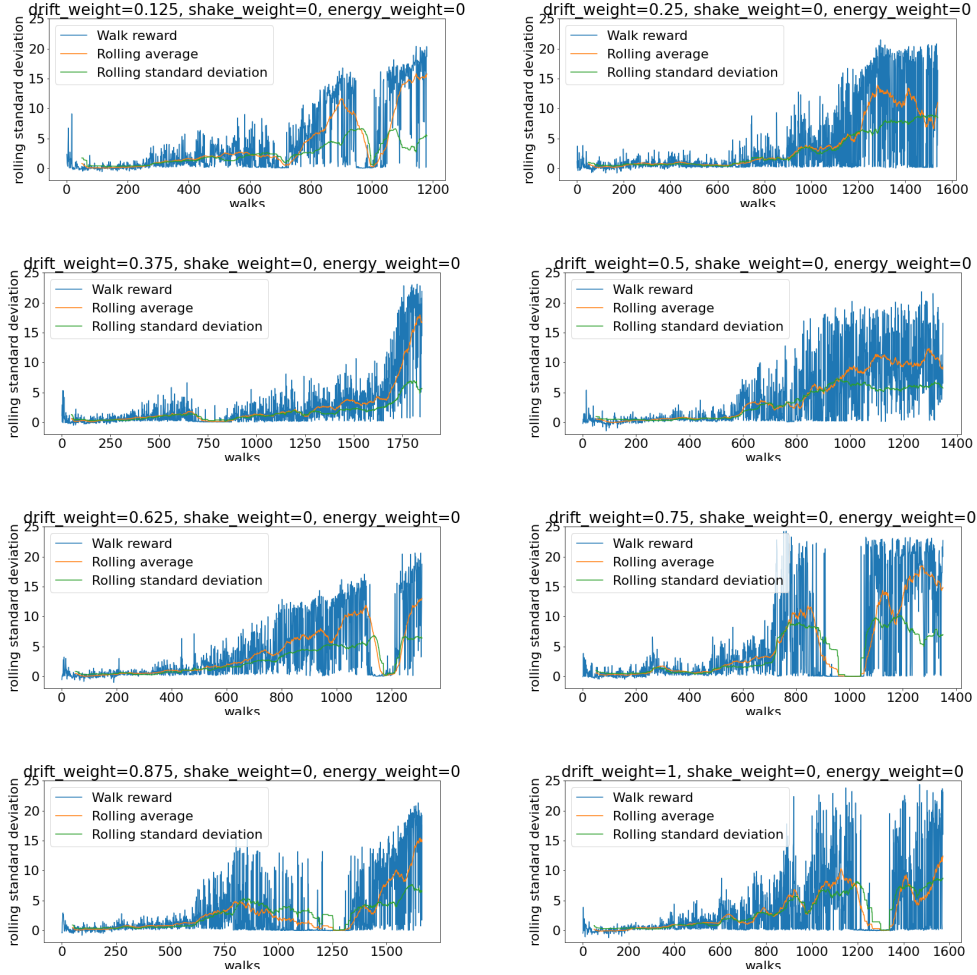 drift_weight=0.125, shake_weight=0, energy_weight=0
rolling standard deviation
25
20
15
10
5
0
Walk reward
Rolling average
Rolling standard deviation
0 200 400 600 800 1000 1200
walks
drift_weight=0.25, shake_weight=0, energy_weight=0
rolling standard deviation
25
20
15
10
5
0
Walk reward
Rolling average
Rolling standard deviation
0 200 400 600 800 1000 1200 1400 1600
walks
drift_weight=0.375, shake_weight=0, energy_weight=0
rolling standard deviation
25
20
15
10
5
0
Walk reward
Rolling average
Rolling standard deviation
0 250 500 750 1000 1250 1500 1750
walks
drift_weight=0.5, shake_weight=0, energy_weight=0
rolling standard deviation
25
20
15
10
5
0
Walk reward
Rolling average
Rolling standard deviation
0 200 400 600 800 1000 1200 1400
walks
drift_weight=0.625, shake_weight=0, energy_weight=0
rolling standard deviation
25
20
15
10
5
0
Walk reward
Rolling average
Rolling standard deviation
0 200 400 600 800 1000 1200
walks
drift_weight=0.75, shake_weight=0, energy_weight=0
rolling standard deviation
25
20
15
10
5
0
Walk reward
Rolling average
Rolling standard deviation
0 200 400 600 800 1000 1200 1400
walks
drift_weight=0.875, shake_weight=0, energy_weight=0
rolling standard deviation
25
20
15
10
5
0
Walk reward
Rolling average
Rolling standard deviation
0 250 500 750 1000 1250 1500
walks
drift_weight=1, shake_weight=0, energy_weight=0
rolling standard deviation
25
20
15
10
5
0
Walk reward
Rolling average
Rolling standard deviation
0 200 400 600 800 1000 1200 1400 1600
walks